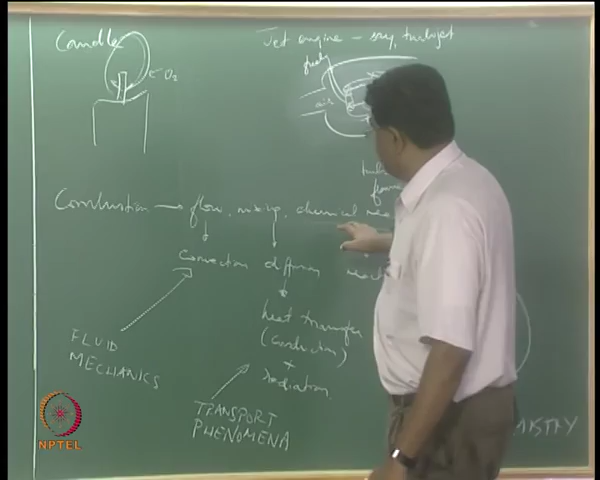 Candle
Jet engine - say, turbojet
fuel
O2
air
Combustion → flow, mixing, chemical
convection diffusion
heat transfer
(conduction)
+
radiation
FLUID
MECHANICS
TRANSPORT
PHENOMENA
NPTEL